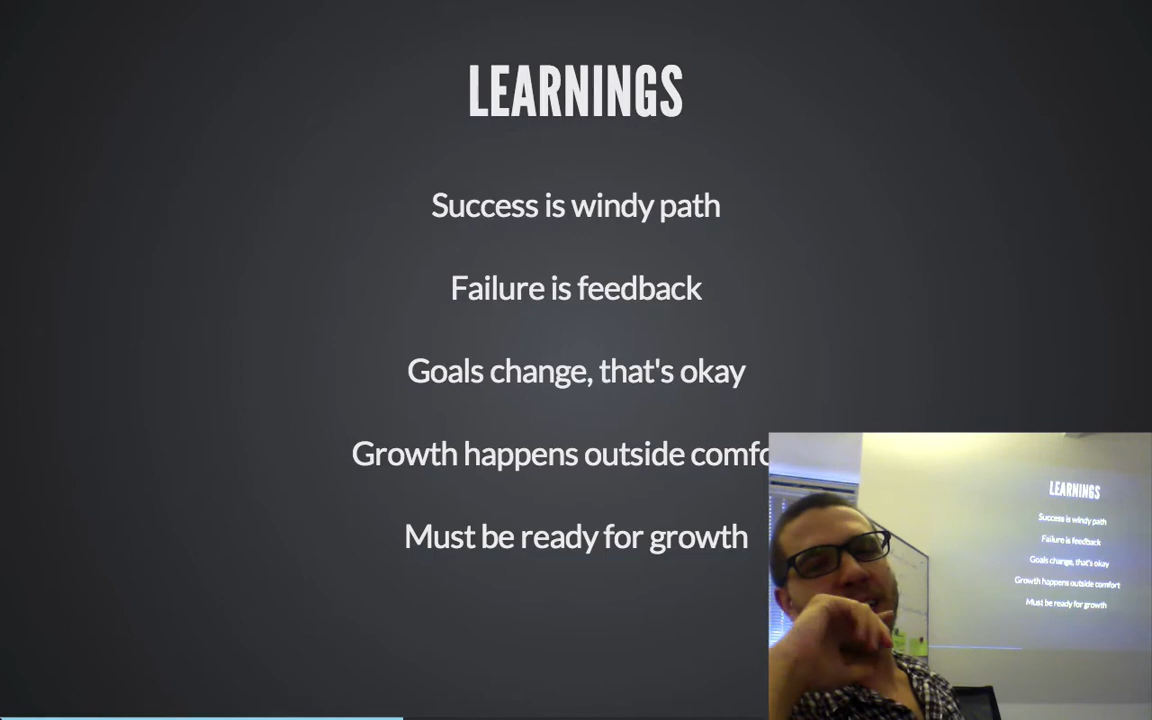 LEARNINGS
Success is windy path
Failure is feedback
Goals change, that's okay
Growth happens outside comfo
Must be ready for growth
LEARNINGS
Success is windy path
Failure is feedback
Goals change, that's okay
Growth happens outside comfort
Must be ready for growth